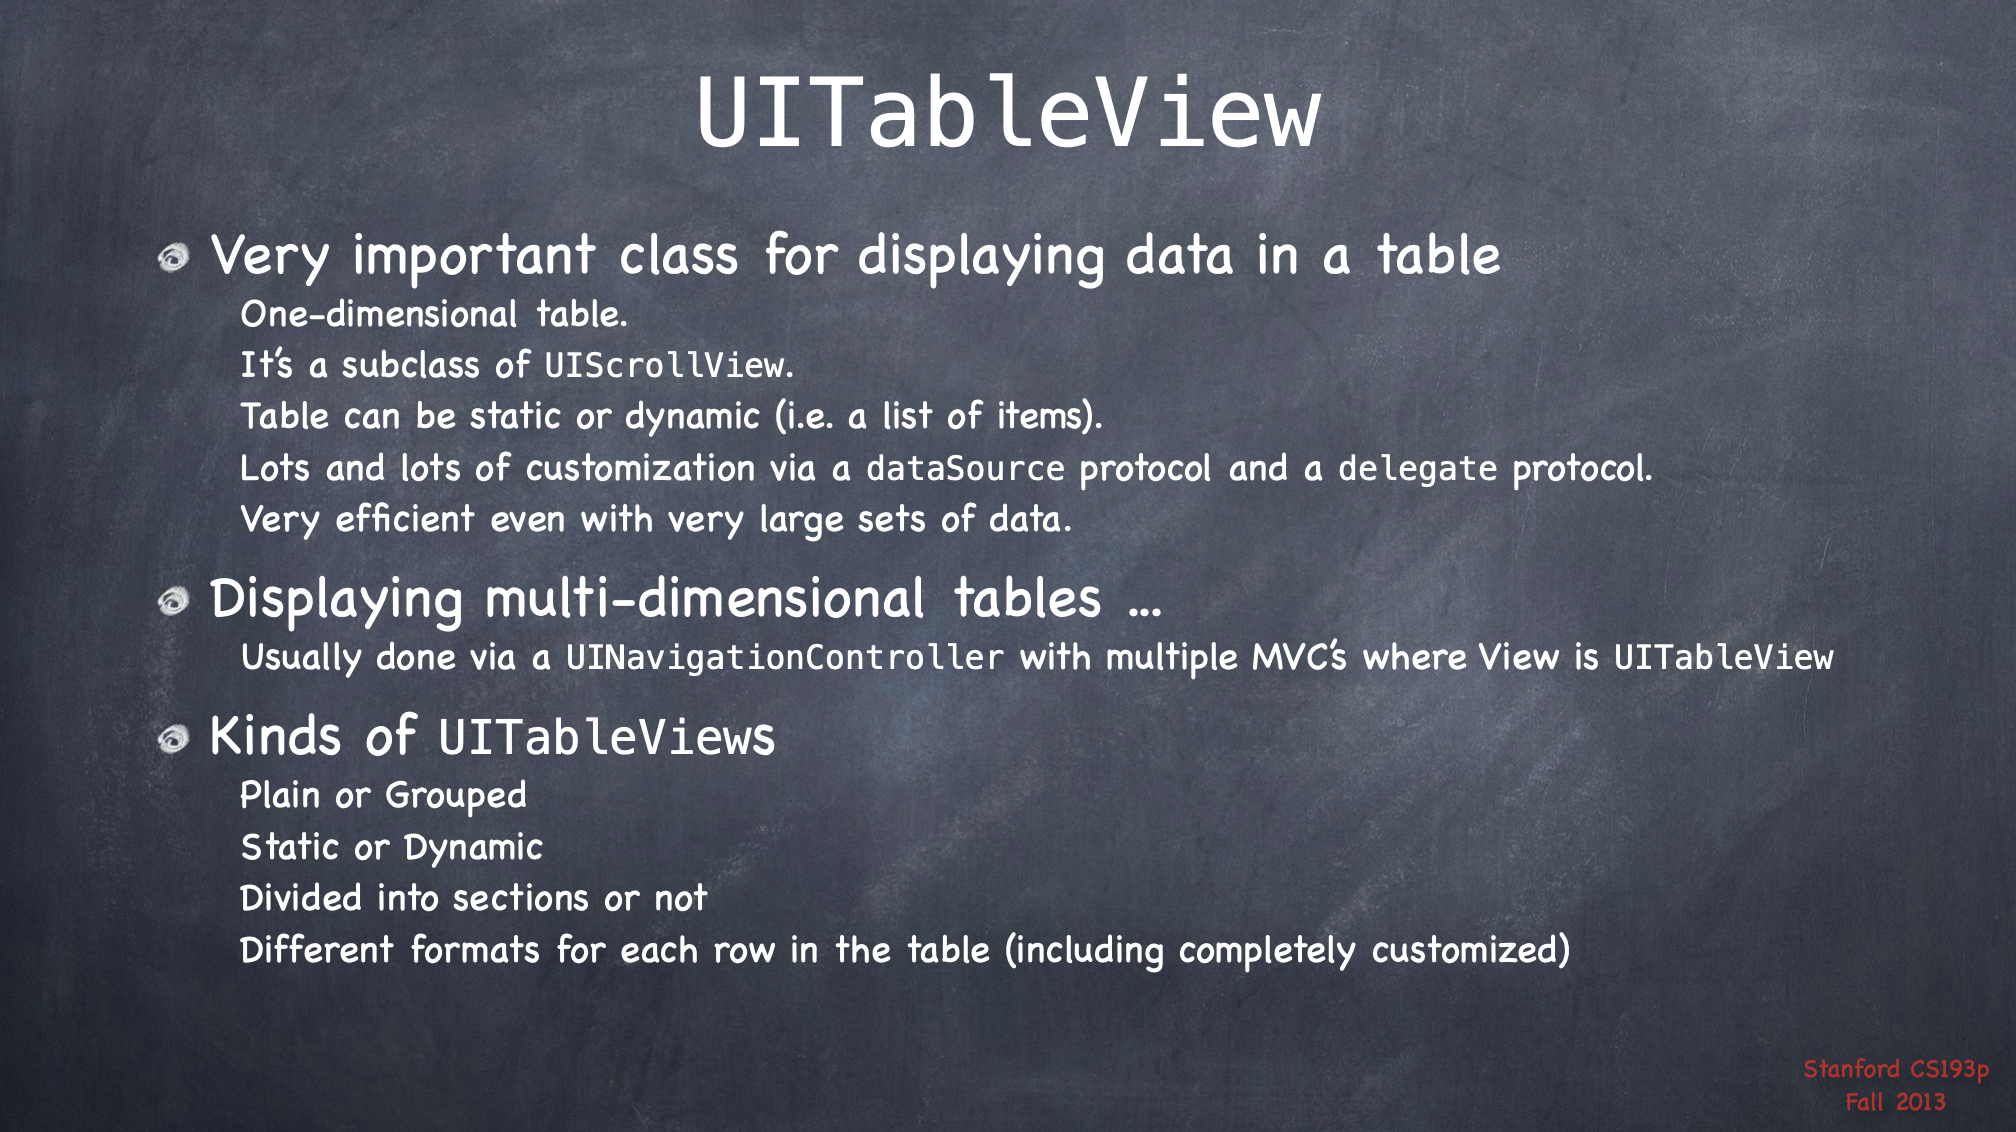 UITableView
Very important class for displaying data in a table
One-dimensional table.
It's a subclass of UIScrollView.
Table can be static or dynamic (i.e. a list of items).
Lots and lots of customization via a dataSource protocol and a delegate protocol.
Very efficient even with very large sets of data.
Displaying multi-dimensional tables ...
Usually done via a UINavigationController with multiple MVC's where View is UITableView
Kinds of UITableViews
Plain or Grouped
Static or Dynamic
Divided into sections or not
Different formats for each row in the table (including completely customized)
Stanford CS193p
Fall 2013